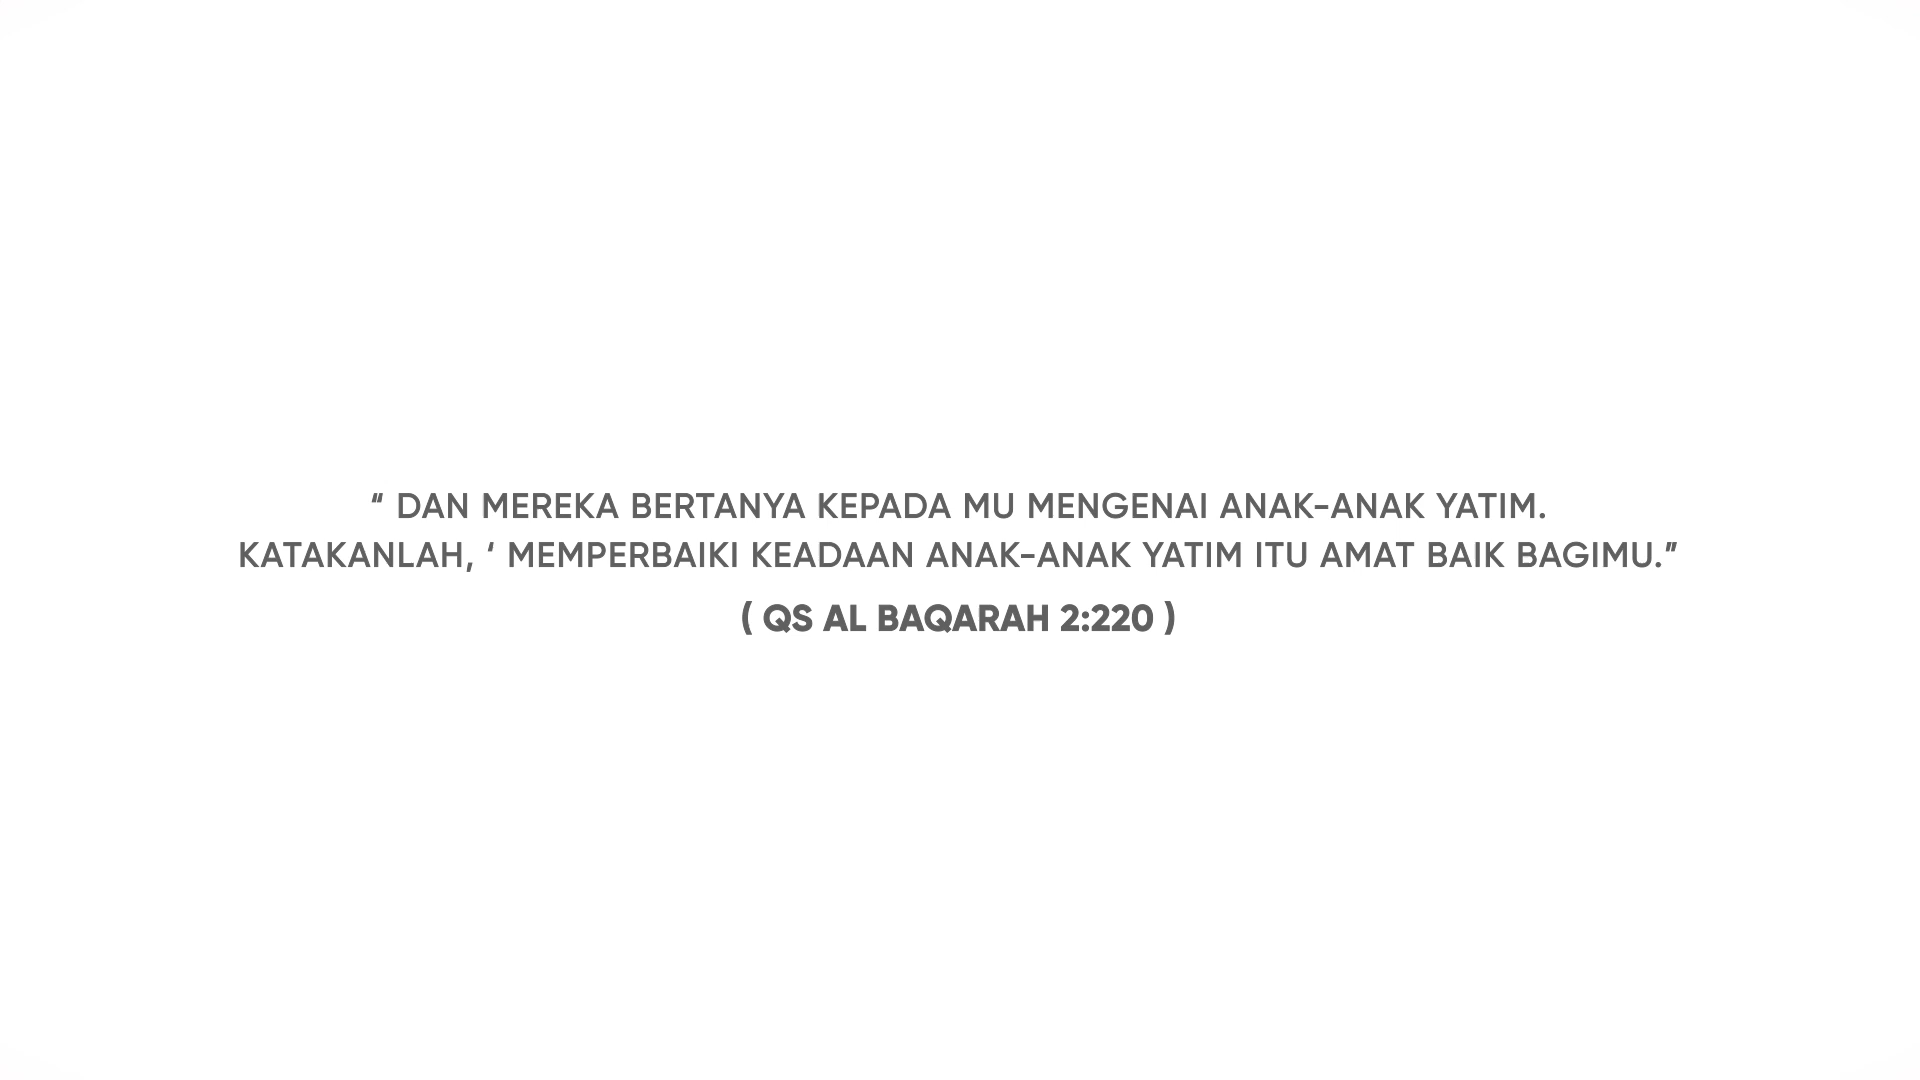 “ DAN MEREKA BERTANYA KEPADA MU MENGENAI ANAK-ANAK YATIM.
KATAKANLAH, ‘ MEMPERBAIKI KEADAAN ANAK-ANAK YATIM ITU AMAT BAIK BAGIMU.”
( QS AL BAQARAH 2:220 )